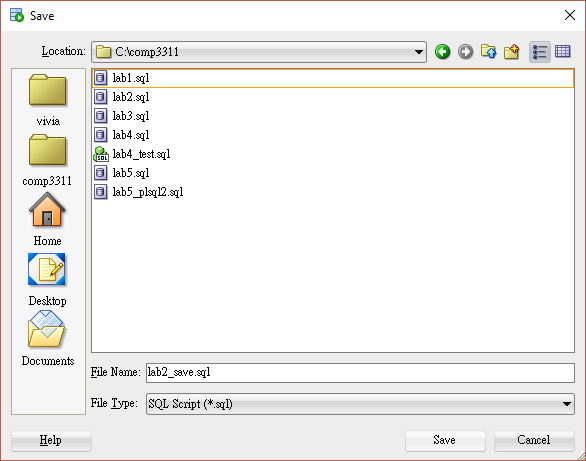 Save
Location: C:\comp3311
vivia
comp3311
Home
Desktop
Documents
lab1.sql
lab2.sql
lab3.sql
lab4.sql
SQL lab4_test.sql
lab5.sql
lab5_plsql2.sql
File Name: lab2_save.sql
File Type: SQL Script (*.sql)
Help Save Cancel